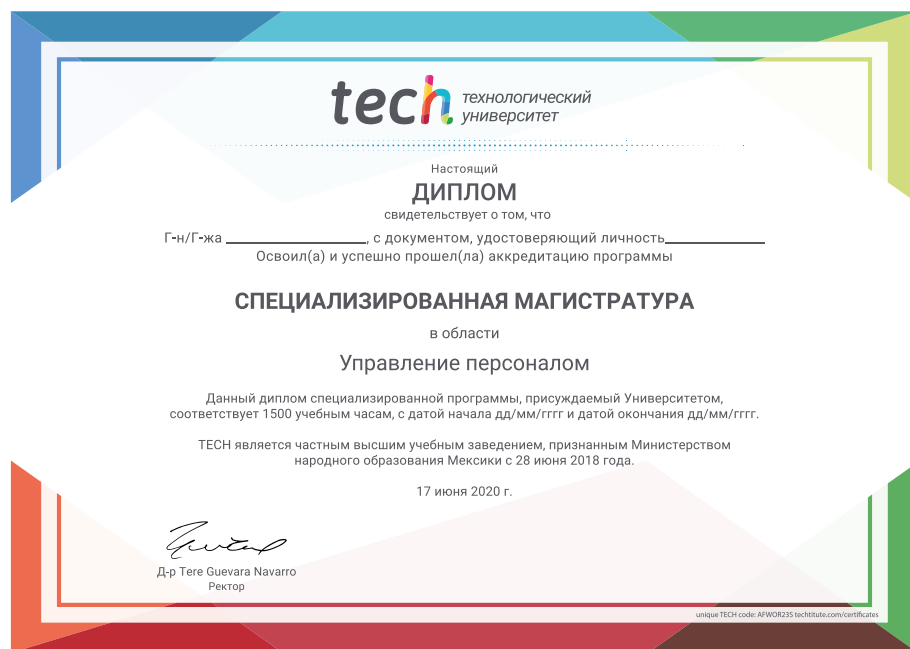 tech технологический
университет
Настоящий
ДИПЛОМ
свидетельствует о том, что
Г-н/Г-жа ____________________, с документом, удостоверяющий личность______________
Освоил(а) и успешно прошел(ла) аккредитацию программы
СПЕЦИАЛИЗИРОВАННАЯ МАГИСТРАТУРА
в области
Управление персоналом
Данный диплом специализированной программы, присуждаемый Университетом,
соответствует 1500 учебным часам, с датой начала дд/мм/гггг и датой окончания дд/мм/гггг.
TECH является частным высшим учебным заведением, признанным Министерством
народного образования Мексики с 28 июня 2018 года.
17 июня 2020 г.
Д-р Tere Guevara Navarro
Ректор
unique TECH code: AFWOR23S techtitute.com/certificates